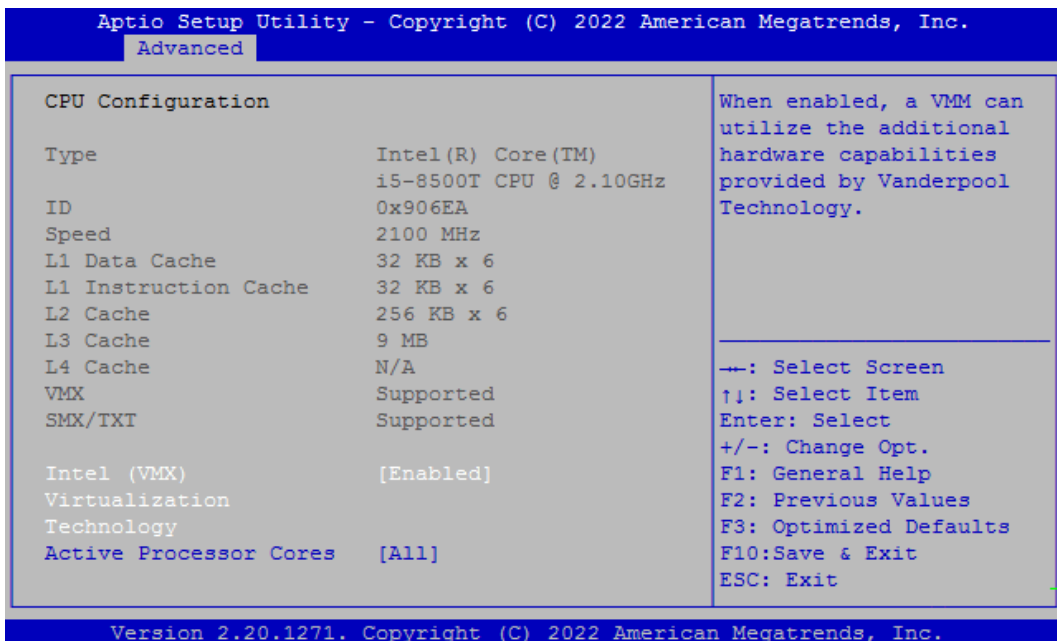 Aptio Setup Utility - Copyright (C) 2022 American Megatrends, Inc.
Advanced
CPU Configuration
Type Intel(R) Core(TM)
i5-8500T CPU @ 2.10GHz
ID 0x906EA
Speed 2100 MHz
L1 Data Cache 32 KB x 6
L1 Instruction Cache 32 KB x 6
L2 Cache 256 KB x 6
L3 Cache 9 MB
L4 Cache N/A
VMX Supported
SMX/TXT Supported
Intel (VMX) [Enabled]
Virtualization
Technology
Active Processor Cores [All]
When enabled, a VMM can
utilize the additional
hardware capabilities
provided by Vanderpool
Technology.
→←: Select Screen
↑↓: Select Item
Enter: Select
+/-: Change Opt.
F1: General Help
F2: Previous Values
F3: Optimized Defaults
F10:Save & Exit
ESC: Exit
Version 2.20.1271. Copyright (C) 2022 American Megatrends, Inc.